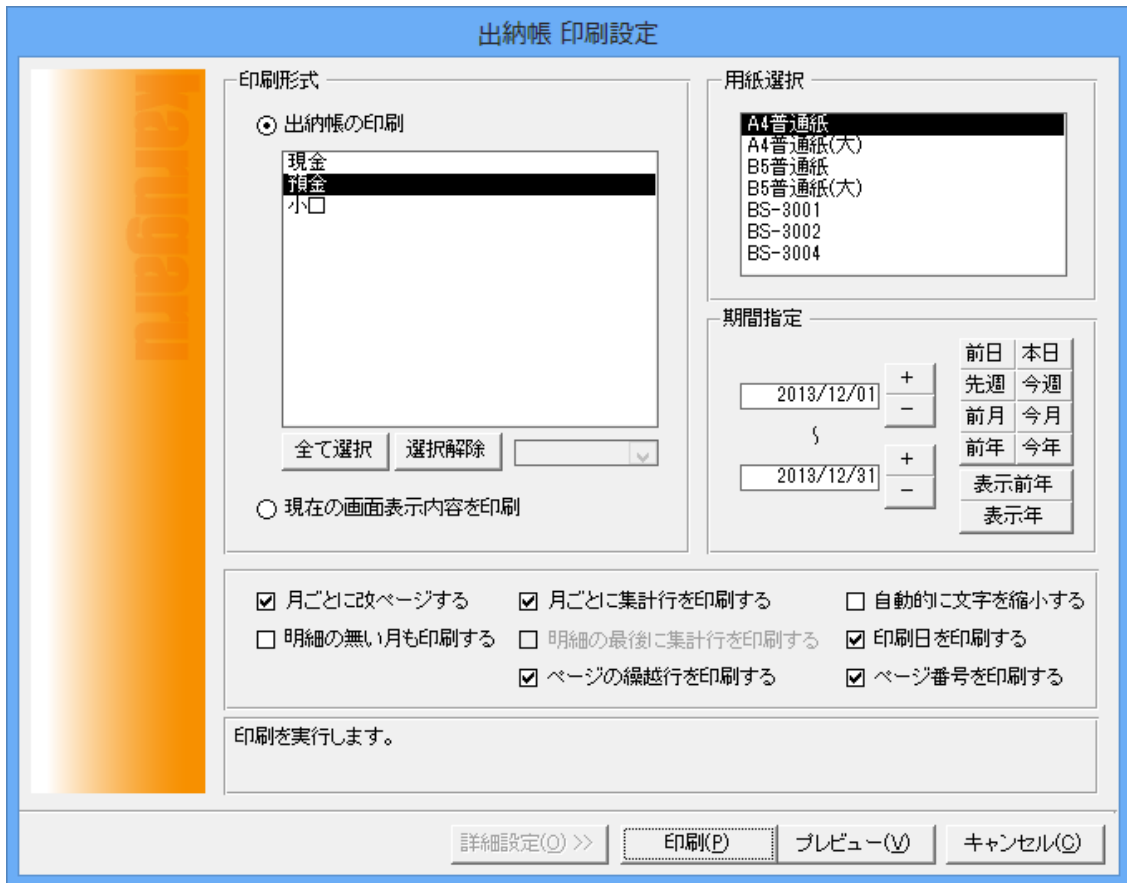 出納帳 印刷設定
karugaru
印刷形式
出納帳の印刷
現金
預金
小口
全て選択 選択解除
現在の画面表示内容を印刷
用紙選択
A4普通紙
A4普通紙(大)
B5普通紙
B5普通紙(大)
BS-3001
BS-3002
BS-3004
期間指定
2013/12/01
+
-
～
2013/12/31
+
-
前日 本日
先週 今週
前月 今月
前年 今年
表示前年
表示年
月ごとに改ページする 月ごとに集計行を印刷する 自動的に文字を縮小する
明細の無い月も印刷する 明細の最後に集計行を印刷する 印刷日を印刷する
ページの繰越行を印刷する ページ番号を印刷する
印刷を実行します。
詳細設定(O) >> 印刷(P) プレビュー(V) キャンセル(C)